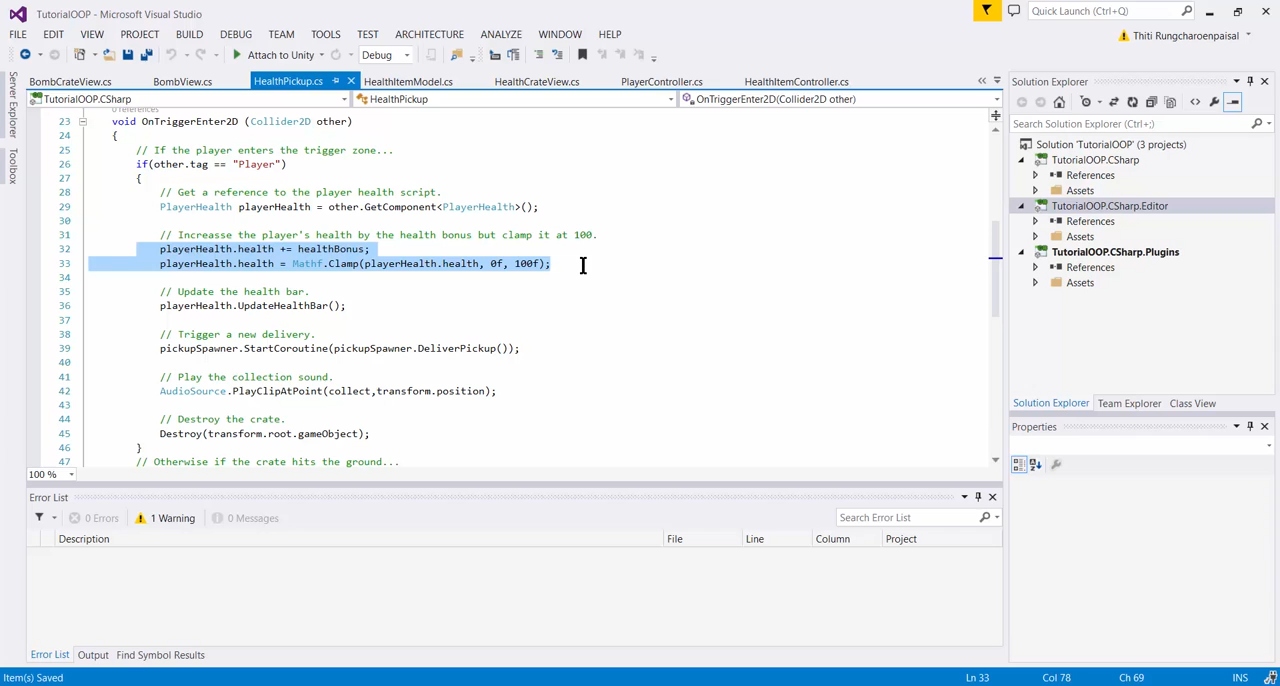 TutorialOOP - Microsoft Visual Studio
Quick Launch (Ctrl+Q)
FILE EDIT VIEW PROJECT BUILD DEBUG TEAM TOOLS TEST ARCHITECTURE ANALYZE WINDOW HELP
Thiti Rungcharoenpaisal
Attach to Unity Debug
Server Explorer
Toolbox
BombCrateView.cs BombView.cs HealthPickup.cs HealthItemModel.cs HealthCrateView.cs PlayerController.cs HealthItemController.cs
TutorialOOP.CSharp HealthPickup OnTriggerEnter2D(Collider2D other)
0 references
23 void OnTriggerEnter2D (Collider2D other)
24 {
25 // If the player enters the trigger zone...
26 if(other.tag == "Player")
27 {
28 // Get a reference to the player health script.
29 PlayerHealth playerHealth = other.GetComponent<PlayerHealth>();
30
31 // Increasse the player's health by the health bonus but clamp it at 100.
32 playerHealth.health += healthBonus;
33 playerHealth.health = Mathf.Clamp(playerHealth.health, 0f, 100f);
34
35 // Update the health bar.
36 playerHealth.UpdateHealthBar();
37
38 // Trigger a new delivery.
39 pickupSpawner.StartCoroutine(pickupSpawner.DeliverPickup());
40
41 // Play the collection sound.
42 AudioSource.PlayClipAtPoint(collect,transform.position);
43
44 // Destroy the crate.
45 Destroy(transform.root.gameObject);
46 }
47 // Otherwise if the crate hits the ground...
100 %
Solution Explorer
Search Solution Explorer (Ctrl+;)
Solution 'TutorialOOP' (3 projects)
TutorialOOP.CSharp
References
Assets
TutorialOOP.CSharp.Editor
References
Assets
TutorialOOP.CSharp.Plugins
References
Assets
Solution Explorer Team Explorer Class View
Properties
Error List
0 Errors 1 Warning 0 Messages
Search Error List
Description File Line Column Project
Error List Output Find Symbol Results
Item(s) Saved Ln 33 Col 78 Ch 69 INS